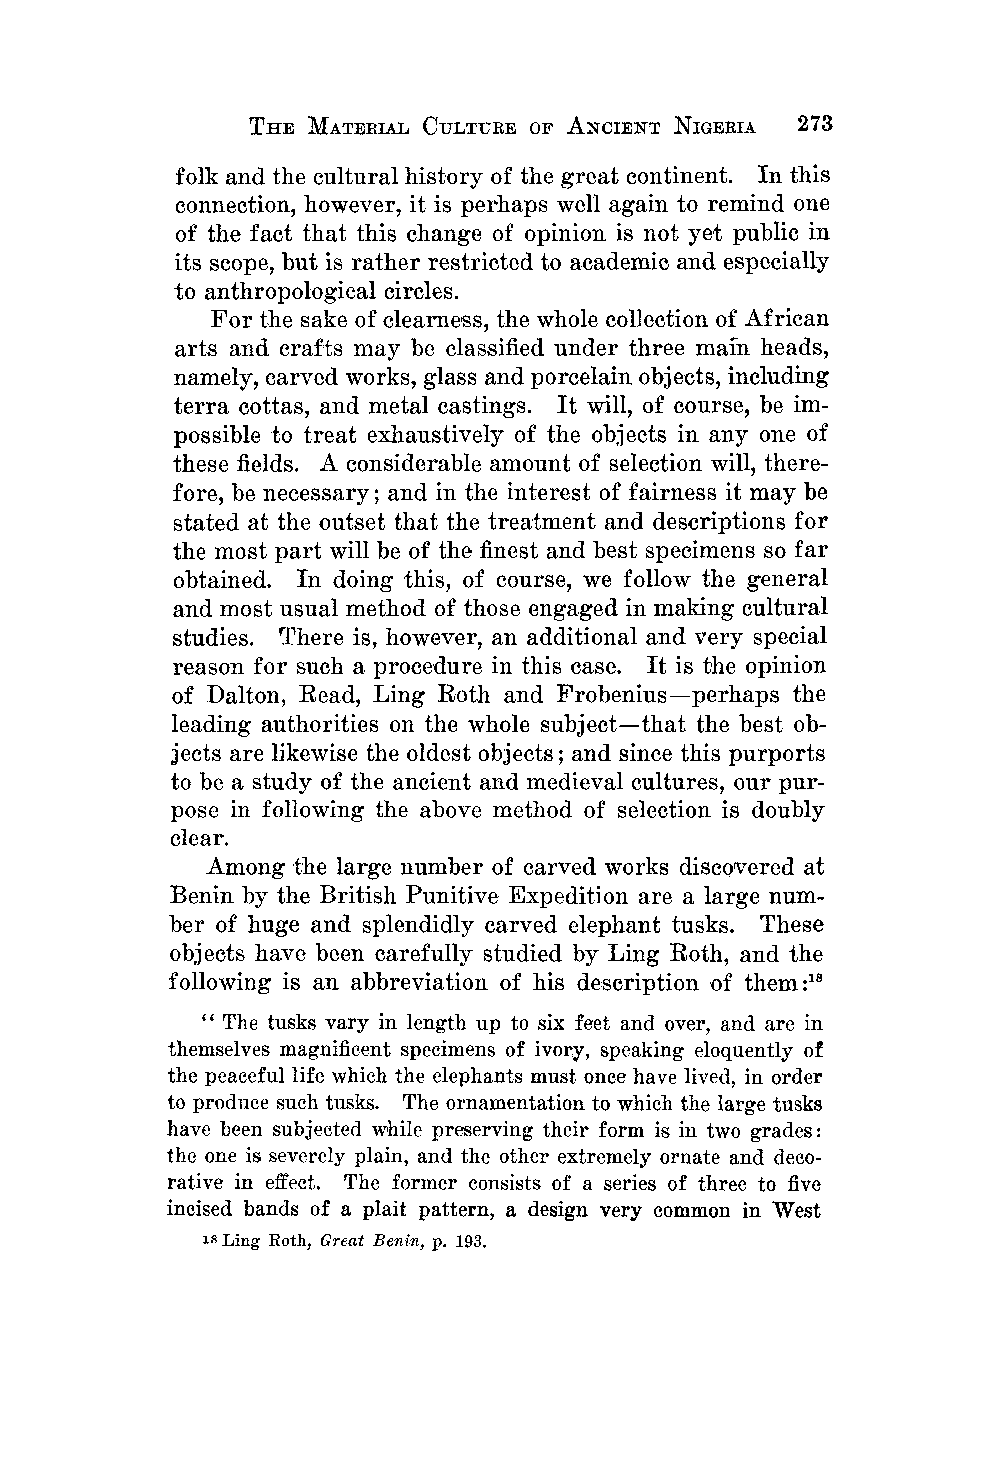 THE MATERIAL CULTURE OF ANCIENT NIGERIA 273
folk and the cultural history of the great continent. In this
connection, however, it is perhaps well again to remind one
of the fact that this change of opinion is not yet public in
its scope, but is rather restricted to academic and especially
to anthropological circles.
For the sake of clearness, the whole collection of African
arts and crafts may be classified under three main heads,
namely, carved works, glass and porcelain objects, including
terra cottas, and metal castings. It will, of course, be im-
possible to treat exhaustively of the objects in any one of
these fields. A considerable amount of selection will, there-
fore, be necessary; and in the interest of fairness it may be
stated at the outset that the treatment and descriptions for
the most part will be of the finest and best specimens so far
obtained. In doing this, of course, we follow the general
and most usual method of those engaged in making cultural
studies. There is, however, an additional and very special
reason for such a procedure in this case. It is the opinion
of Dalton, Read, Ling Roth and Frobenius—perhaps the
leading authorities on the whole subject—that the best ob-
jects are likewise the oldest objects; and since this purports
to be a study of the ancient and medieval cultures, our pur-
pose in following the above method of selection is doubly
clear.
Among the large number of carved works discovered at
Benin by the British Punitive Expedition are a large num-
ber of huge and splendidly carved elephant tusks. These
objects have been carefully studied by Ling Roth, and the
following is an abbreviation of his description of them:¹⁸
“ The tusks vary in length up to six feet and over, and are in
themselves magnificent specimens of ivory, speaking eloquently of
the peaceful life which the elephants must once have lived, in order
to produce such tusks. The ornamentation to which the large tusks
have been subjected while preserving their form is in two grades:
the one is severely plain, and the other extremely ornate and deco-
rative in effect. The former consists of a series of three to five
incised bands of a plait pattern, a design very common in West
¹⁸ Ling Roth, Great Benin, p. 193.